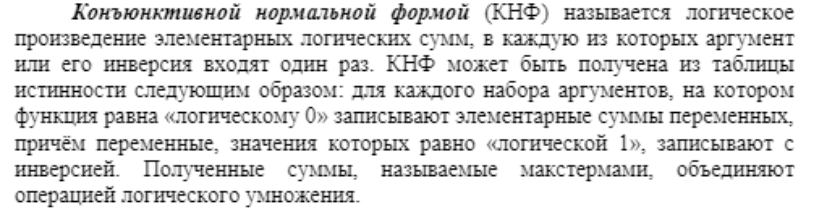 Конъюнктивной нормальной формой (КНФ) называется логическое
произведение элементарных логических сумм, в каждую из которых аргумент
или его инверсия входят один раз. КНФ может быть получена из таблицы
истинности следующим образом: для каждого набора аргументов, на котором
функция равна «логическому 0» записывают элементарные суммы переменных,
причём переменные, значения которых равно «логической 1», записывают с
инверсией. Полученные суммы, называемые макстермами, объединяют
операцией логического умножения.